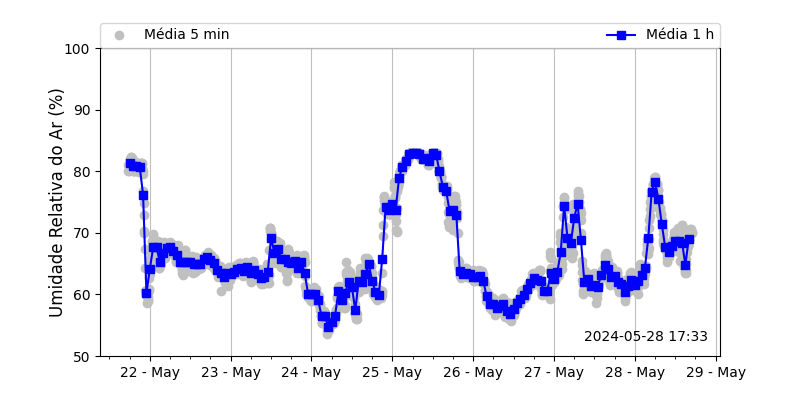 Média 5 min
Média 1 h
Umidade Relativa do Ar (%)
100
90
80
70
60
50
2024-05-28 17:33
22 - May
23 - May
24 - May
25 - May
26 - May
27 - May
28 - May
29 - May